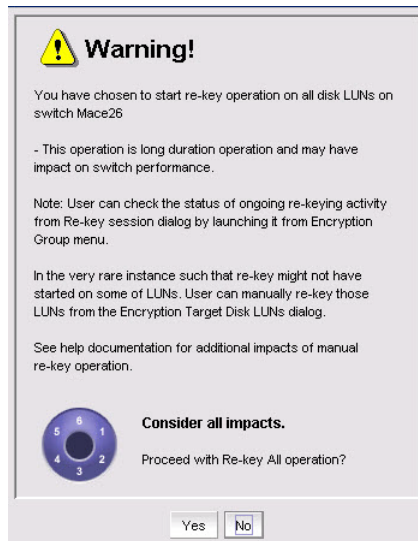 Warning!
You have chosen to start re-key operation on all disk LUNs on
switch Mace26
- This operation is long duration operation and may have
impact on switch performance.
Note: User can check the status of ongoing re-keying activity
from Re-key session dialog by launching it from Encryption
Group menu.
In the very rare instance such that re-key might not have
started on some of LUNs. User can manually re-key those
LUNs from the Encryption Target Disk LUNs dialog.
See help documentation for additional impacts of manual
re-key operation.
6
5 1
4 2
3
Consider all impacts.
Proceed with Re-key All operation?
Yes No